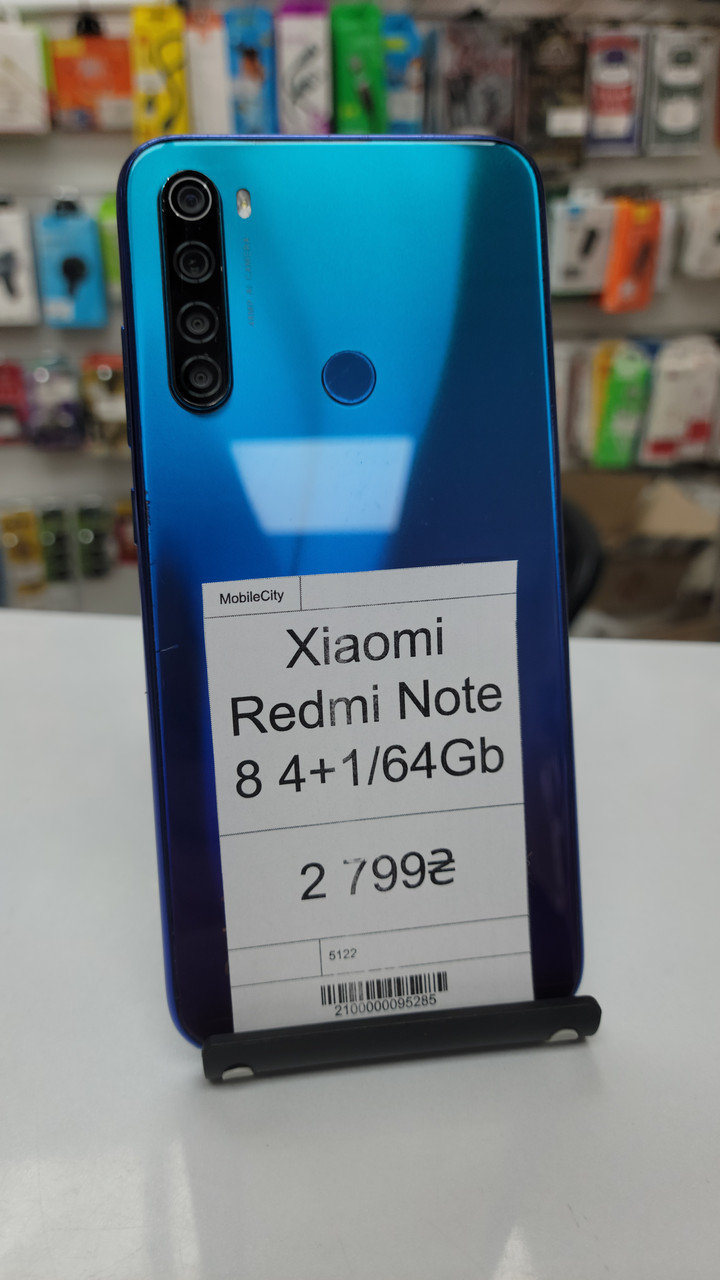 MobileCity
Xiaomi
Redmi Note
8 4+1/64Gb
2 799₴
5122
2100000095285